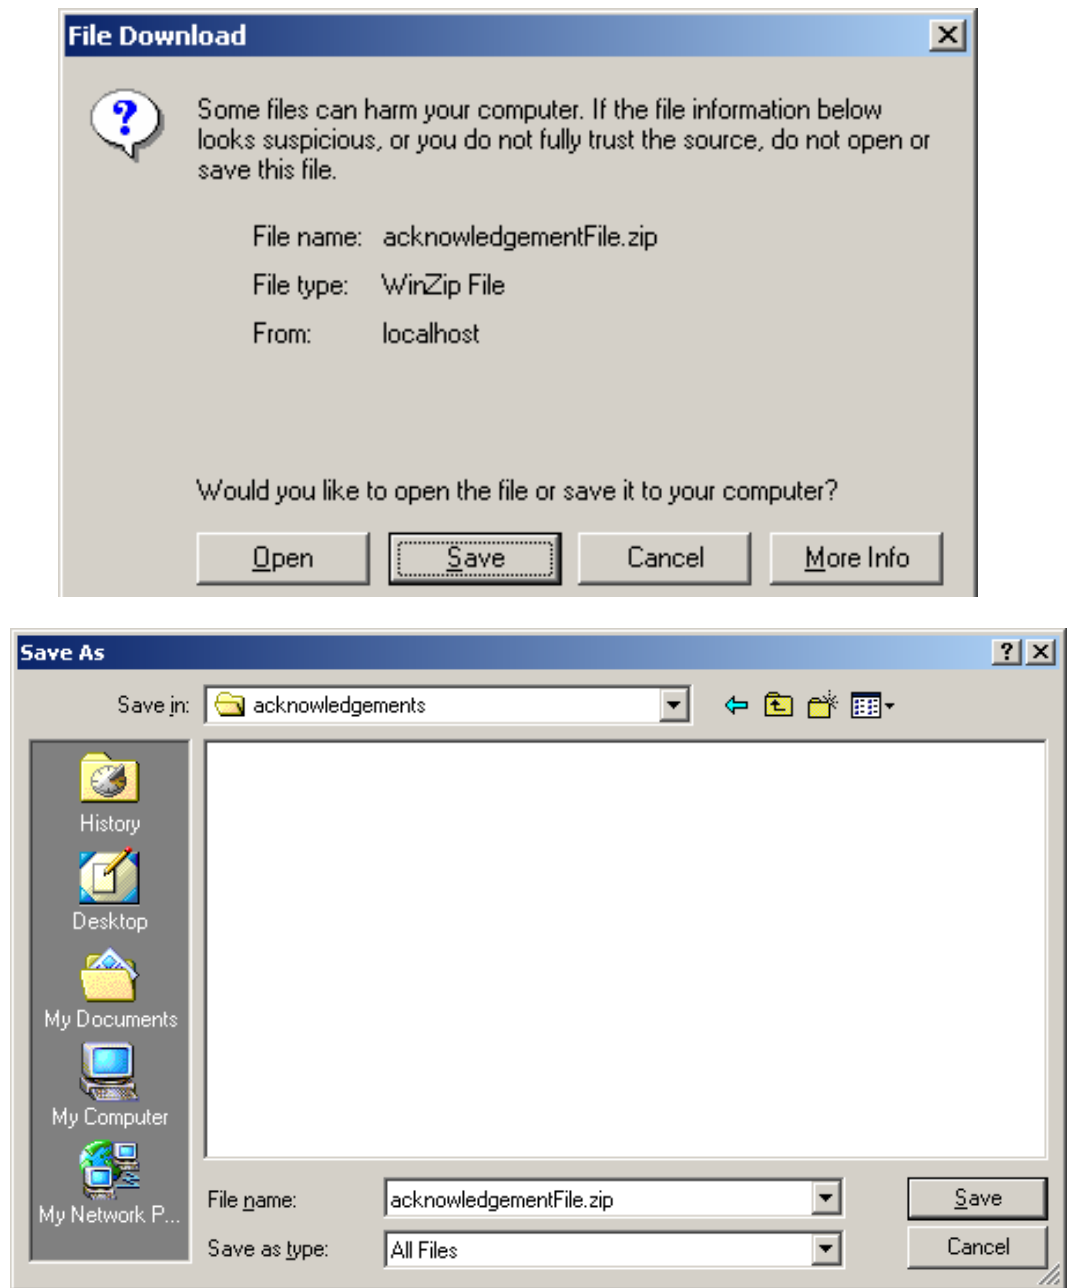 File Download
Some files can harm your computer. If the file information below
looks suspicious, or you do not fully trust the source, do not open or
save this file.
File name: acknowledgementFile.zip
File type: WinZip File
From: localhost
Would you like to open the file or save it to your computer?
Open Save Cancel More Info
Save As
Save in: acknowledgements
History
Desktop
My Documents
My Computer
My Network P...
File name: acknowledgementFile.zip Save
Save as type: All Files Cancel